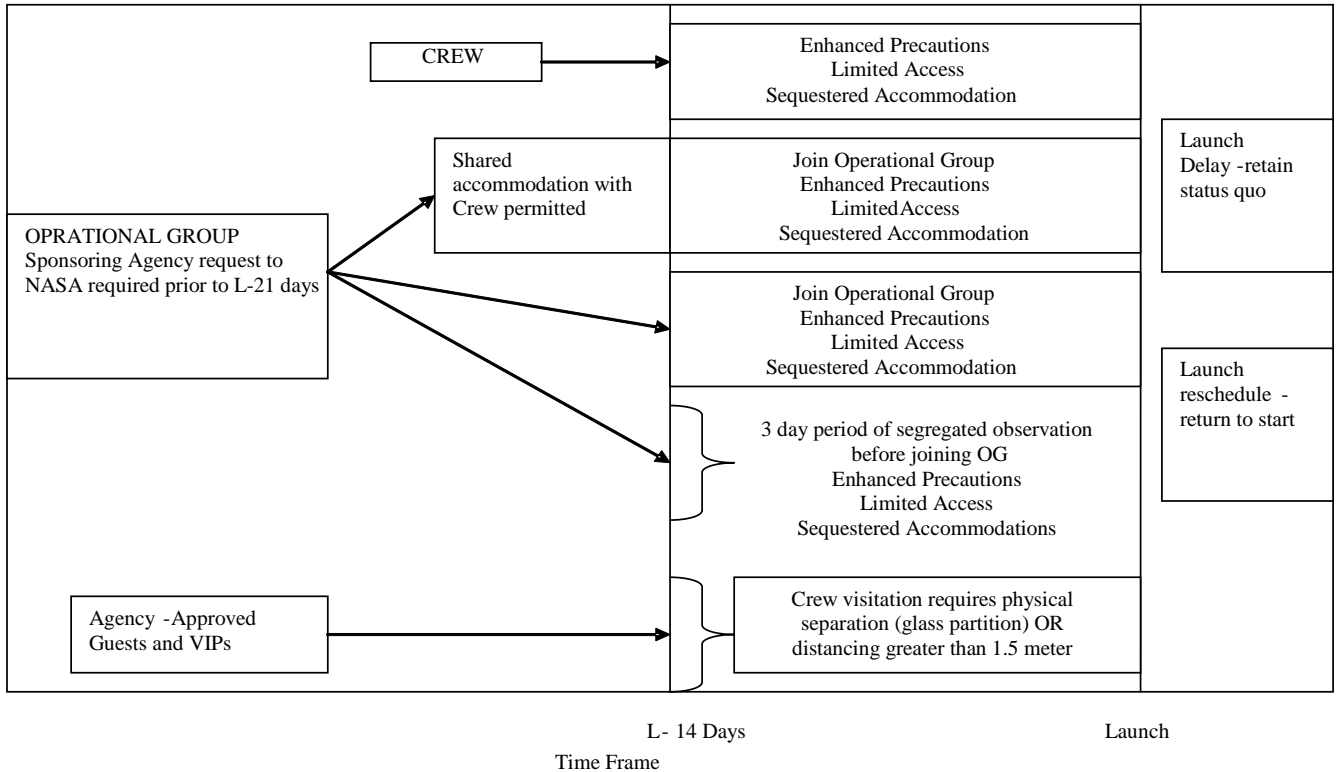 CREW
Enhanced Precautions
Limited Access
Sequestered Accommodation
Shared
accommodation with
Crew permitted
Join Operational Group
Enhanced Precautions
LimitedAccess
Sequestered Accommodation
Launch
Delay -retain
status quo
OPRATIONAL GROUP
Sponsoring Agency request to
NASA required prior to L-21 days
Join Operational Group
Enhanced Precautions
Limited Access
Sequestered Accommodation
Launch
reschedule -
return to start
3 day period of segregated observation
before joining OG
Enhanced Precautions
Limited Access
Sequestered Accommodations
Agency -Approved
Guests and VIPs
Crew visitation requires physical
separation (glass partition) OR
distancing greater than 1.5 meter
L- 14 Days
Launch
Time Frame